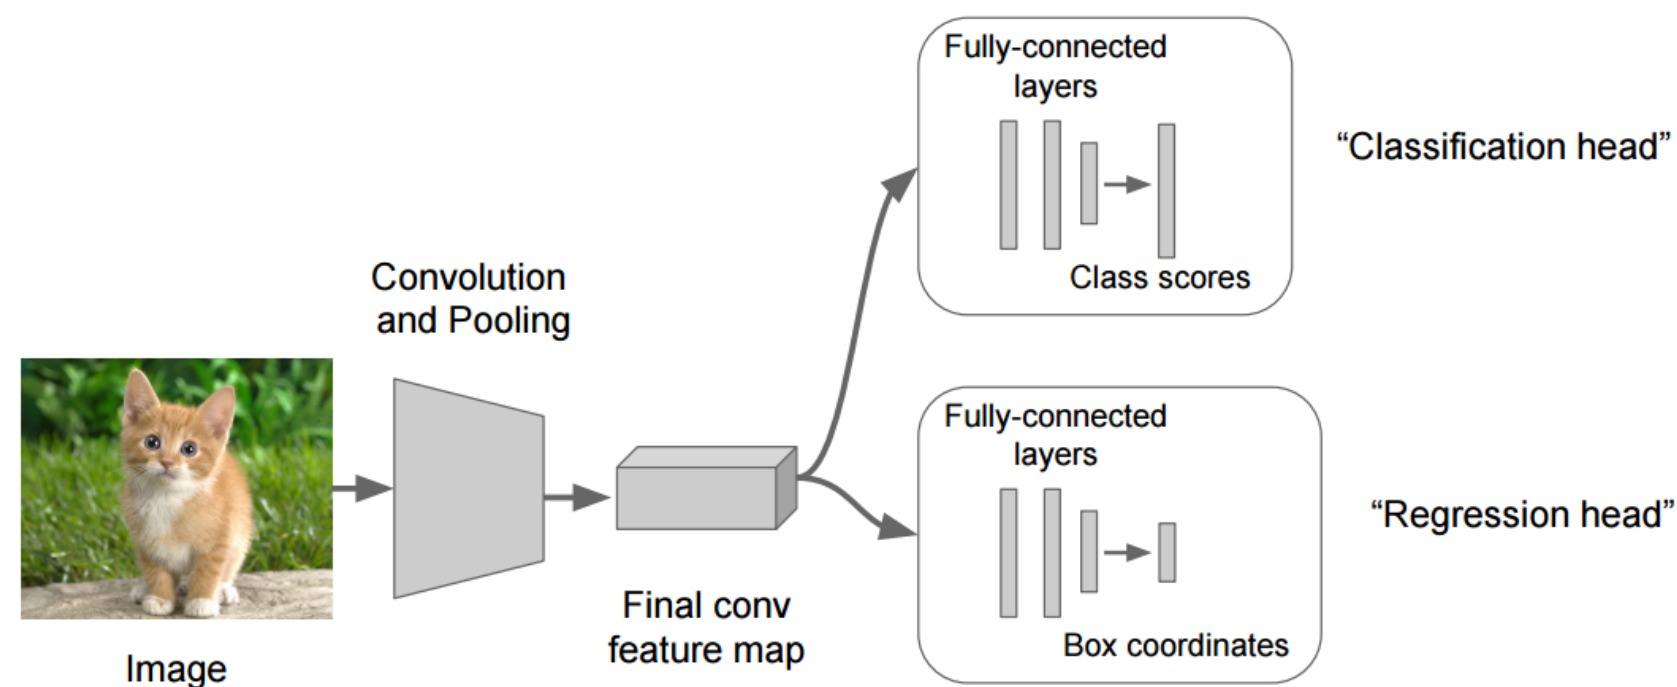 Fully-connected
layers
"Classification head"
Class scores
Convolution
and Pooling
Fully-connected
layers
"Regression head"
Box coordinates
Final conv
feature map
Image